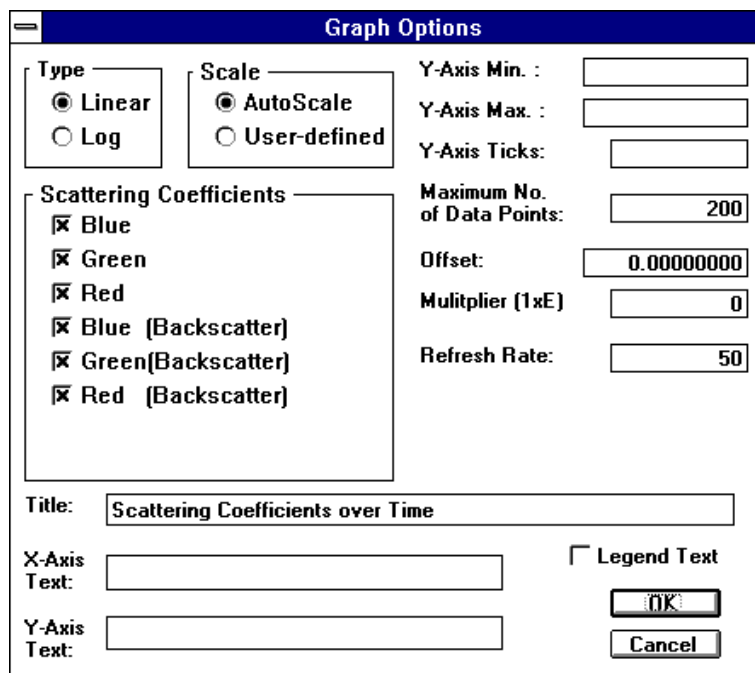 Graph Options
Type
Linear
Log
Scale
AutoScale
User-defined
Scattering Coefficients
Blue
Green
Red
Blue (Backscatter)
Green(Backscatter)
Red (Backscatter)
Y-Axis Min. :
Y-Axis Max. :
Y-Axis Ticks:
Maximum No.
of Data Points: 200
Offset: 0.00000000
Mulitplier (1xE) 0
Refresh Rate: 50
Title: Scattering Coefficients over Time
X-Axis
Text:
Y-Axis
Text:
Legend Text
OK
Cancel